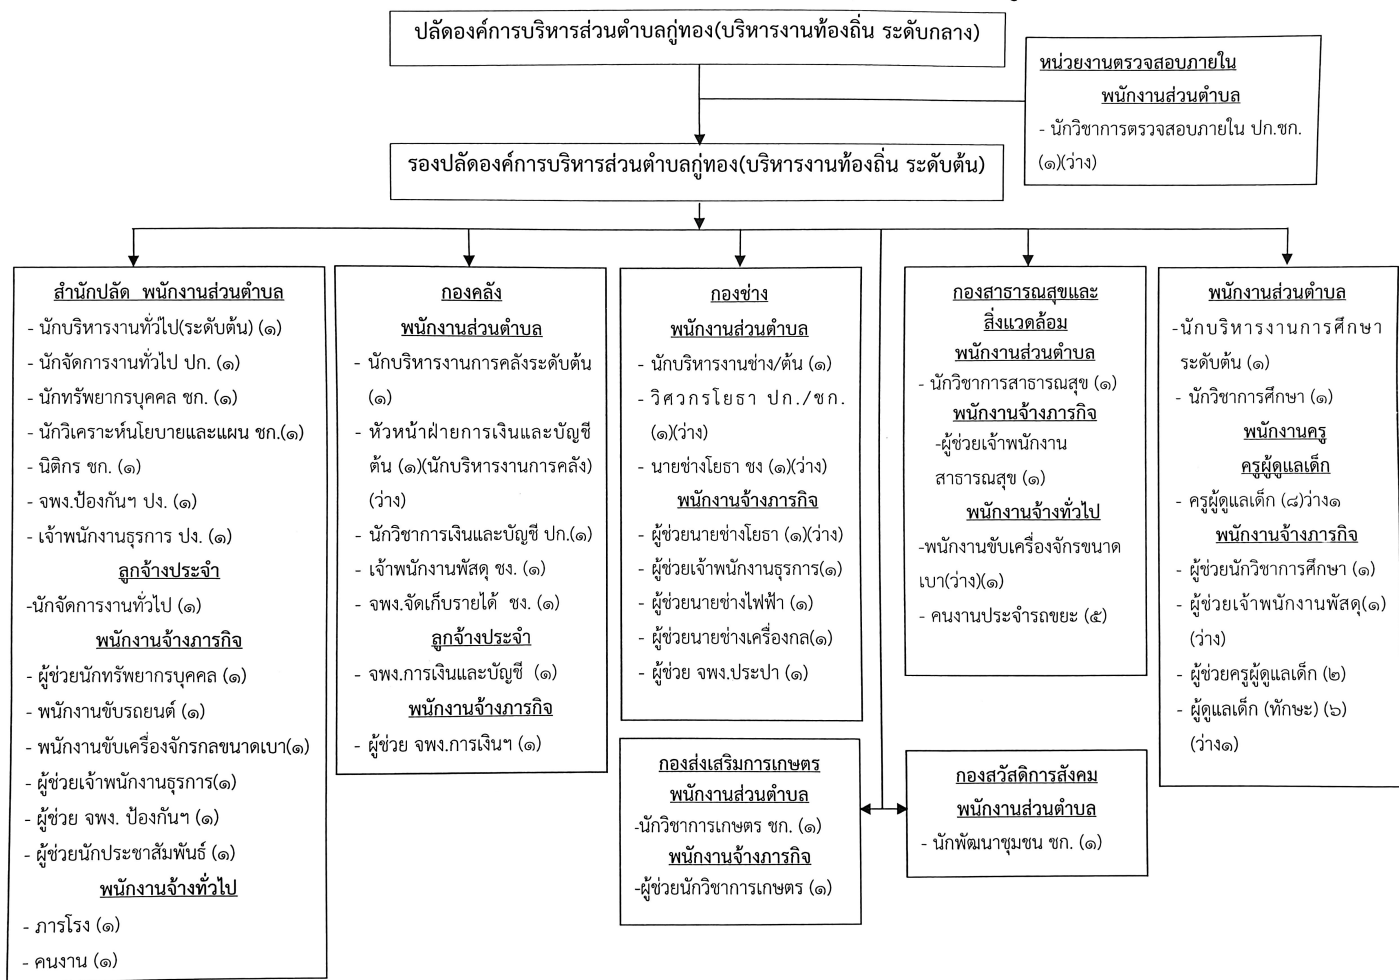 ปลัดองค์การบริหารส่วนตำบลกู่ทอง(บริหารงานท้องถิ่น ระดับกลาง)
หน่วยงานตรวจสอบภายใน
พนักงานส่วนตำบล
- นักวิชาการตรวจสอบภายใน ปก.ชก.
(๑)(ว่าง)
รองปลัดองค์การบริหารส่วนตำบลกู่ทอง(บริหารงานท้องถิ่น ระดับต้น)
สำนักปลัด พนักงานส่วนตำบล
- นักบริหารงานทั่วไป(ระดับต้น) (๑)
- นักจัดการงานทั่วไป ปก. (๑)
- นักทรัพยากรบุคคล ชก. (๑)
- นักวิเคราะห์นโยบายและแผน ชก.(๑)
- นิติกร ชก. (๑)
- จพง.ป้องกันฯ ปง. (๑)
- เจ้าพนักงานธุรการ ปง. (๑)
ลูกจ้างประจำ
-นักจัดการงานทั่วไป (๑)
พนักงานจ้างภารกิจ
- ผู้ช่วยนักทรัพยากรบุคคล (๑)
- พนักงานขับรถยนต์ (๑)
- พนักงานขับเครื่องจักรกลขนาดเบา(๑)
- ผู้ช่วยเจ้าพนักงานธุรการ(๑)
- ผู้ช่วย จพง. ป้องกันฯ (๑)
- ผู้ช่วยนักประชาสัมพันธ์ (๑)
พนักงานจ้างทั่วไป
- ภารโรง (๑)
- คนงาน (๑)
กองคลัง
พนักงานส่วนตำบล
- นักบริหารงานการคลังระดับต้น
(๑)
- หัวหน้าฝ่ายการเงินและบัญชี
ต้น (๑)(นักบริหารงานการคลัง)
(ว่าง)
- นักวิชาการเงินและบัญชี ปก.(๑)
- เจ้าพนักงานพัสดุ ชง. (๑)
- จพง.จัดเก็บรายได้ ชง. (๑)
ลูกจ้างประจำ
- จพง.การเงินและบัญชี (๑)
พนักงานจ้างภารกิจ
- ผู้ช่วย จพง.การเงินฯ (๑)
กองช่าง
พนักงานส่วนตำบล
- นักบริหารงานช่าง/ต้น (๑)
- วิศวกรโยธา ปก./ชก.
(๑)(ว่าง)
- นายช่างโยธา ชง (๑)(ว่าง)
พนักงานจ้างภารกิจ
- ผู้ช่วยนายช่างโยธา (๑)(ว่าง)
- ผู้ช่วยเจ้าพนักงานธุรการ(๑)
- ผู้ช่วยนายช่างไฟฟ้า (๑)
- ผู้ช่วยนายช่างเครื่องกล(๑)
- ผู้ช่วย จพง.ประปา (๑)
กองสาธารณสุขและ
สิ่งแวดล้อม
พนักงานส่วนตำบล
- นักวิชาการสาธารณสุข (๑)
พนักงานจ้างภารกิจ
-ผู้ช่วยเจ้าพนักงาน
สาธารณสุข (๑)
พนักงานจ้างทั่วไป
-พนักงานขับเครื่องจักรขนาด
เบา(ว่าง)(๑)
- คนงานประจำรถขยะ (๕)
พนักงานส่วนตำบล
-นักบริหารงานการศึกษา
ระดับต้น (๑)
- นักวิชาการศึกษา (๑)
พนักงานครู
ครูผู้ดูแลเด็ก
- ครูผู้ดูแลเด็ก (๘)ว่าง๑
พนักงานจ้างภารกิจ
- ผู้ช่วยนักวิชาการศึกษา (๑)
- ผู้ช่วยเจ้าพนักงานพัสดุ(๑)
(ว่าง)
- ผู้ช่วยครูผู้ดูแลเด็ก (๒)
- ผู้ดูแลเด็ก (ทักษะ) (๖)
(ว่าง๑)
กองส่งเสริมการเกษตร
พนักงานส่วนตำบล
-นักวิชาการเกษตร ชก. (๑)
พนักงานจ้างภารกิจ
-ผู้ช่วยนักวิชาการเกษตร (๑)
กองสวัสดิการสังคม
พนักงานส่วนตำบล
- นักพัฒนาชุมชน ชก. (๑)